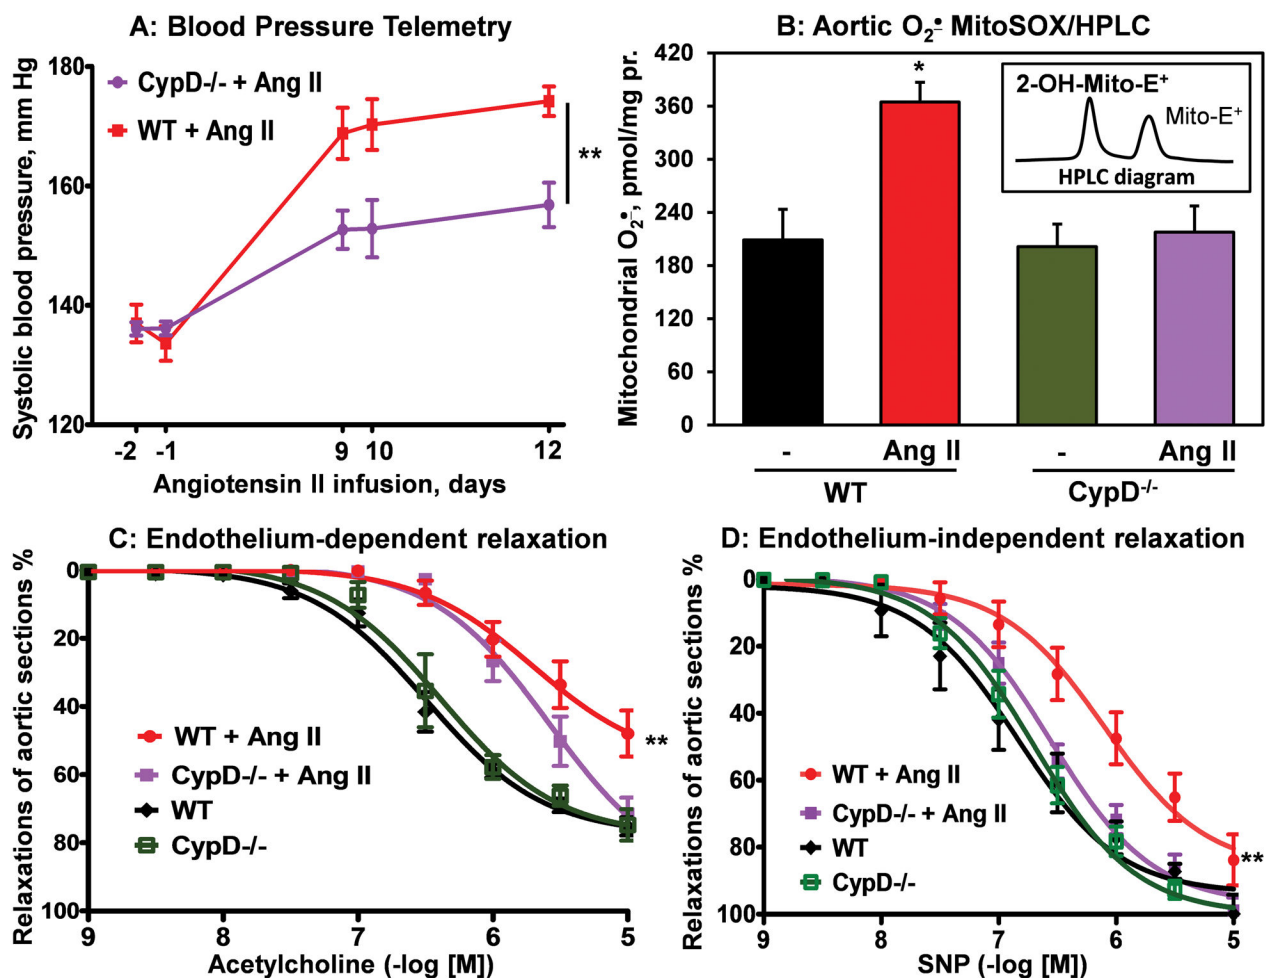 A: Blood Pressure Telemetry
Systolic blood pressure, mm Hg
180
160
140
120
CypD-/- + Ang II
WT + Ang II
**
-2 -1 9 10 12
Angiotensin II infusion, days
B: Aortic O₂•̄ MitoSOX/HPLC
Mitochondrial O₂•̄, pmol/mg pr.
420
360
300
240
180
120
60
0
*
2-OH-Mito-E⁺
Mito-E⁺
HPLC diagram
- Ang II - Ang II
WT CypD⁻/⁻
C: Endothelium-dependent relaxation
Relaxations of aortic sections %
0
20
40
60
80
100
WT + Ang II
CypD-/- + Ang II
WT
CypD-/-
**
9 8 7 6 5
Acetylcholine (-log [M])
D: Endothelium-independent relaxation
Relaxations of aortic sections %
0
20
40
60
80
100
WT + Ang II
CypD-/- + Ang II
WT
CypD-/-
**
9 8 7 6 5
SNP (-log [M])